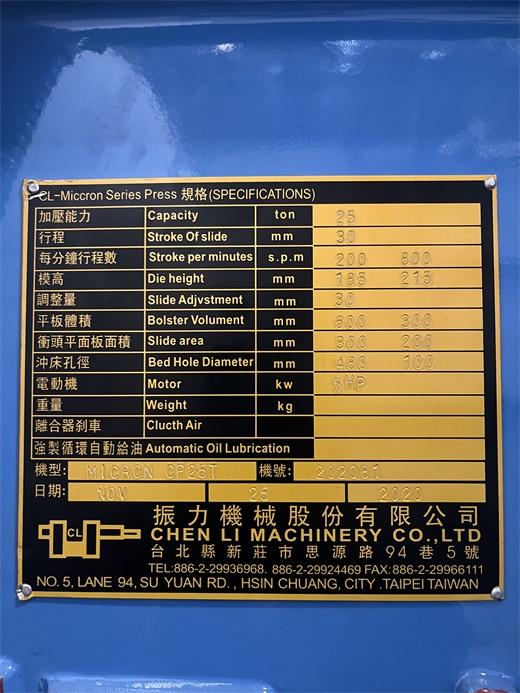 CL-Miccron Series Press 規格(SPECIFICATIONS)
加壓能力 Capacity ton 25
行程 Stroke Of slide mm 30
每分鐘行程數 Stroke per minutes s.p.m 200 800
模高 Die height mm 185 215
調整量 Slide Adjvstment mm 30
平板體積 Bolster Volument mm 600 300
衝頭平面板面積 Slide area mm 300 200
沖床孔徑 Bed Hole Diameter mm 480 100
電動機 Motor kw 5HP
重量 Weight kg
離合器刹車 Clucth Air
強製循環自動給油 Automatic Oil Lubrication
機型: MICRON CP25T 機號: 202081
日期: NOV 25 2020
CL 振力機械股份有限公司
CHEN LI MACHINERY CO.,LTD
台北縣新莊市思源路94巷5號
TEL:886-2-29936968. 886-2-29924469 FAX:886-2-29966111
NO. 5, LANE 94, SU YUAN RD. , HSIN CHUANG, CITY .TAIPEI TAIWAN